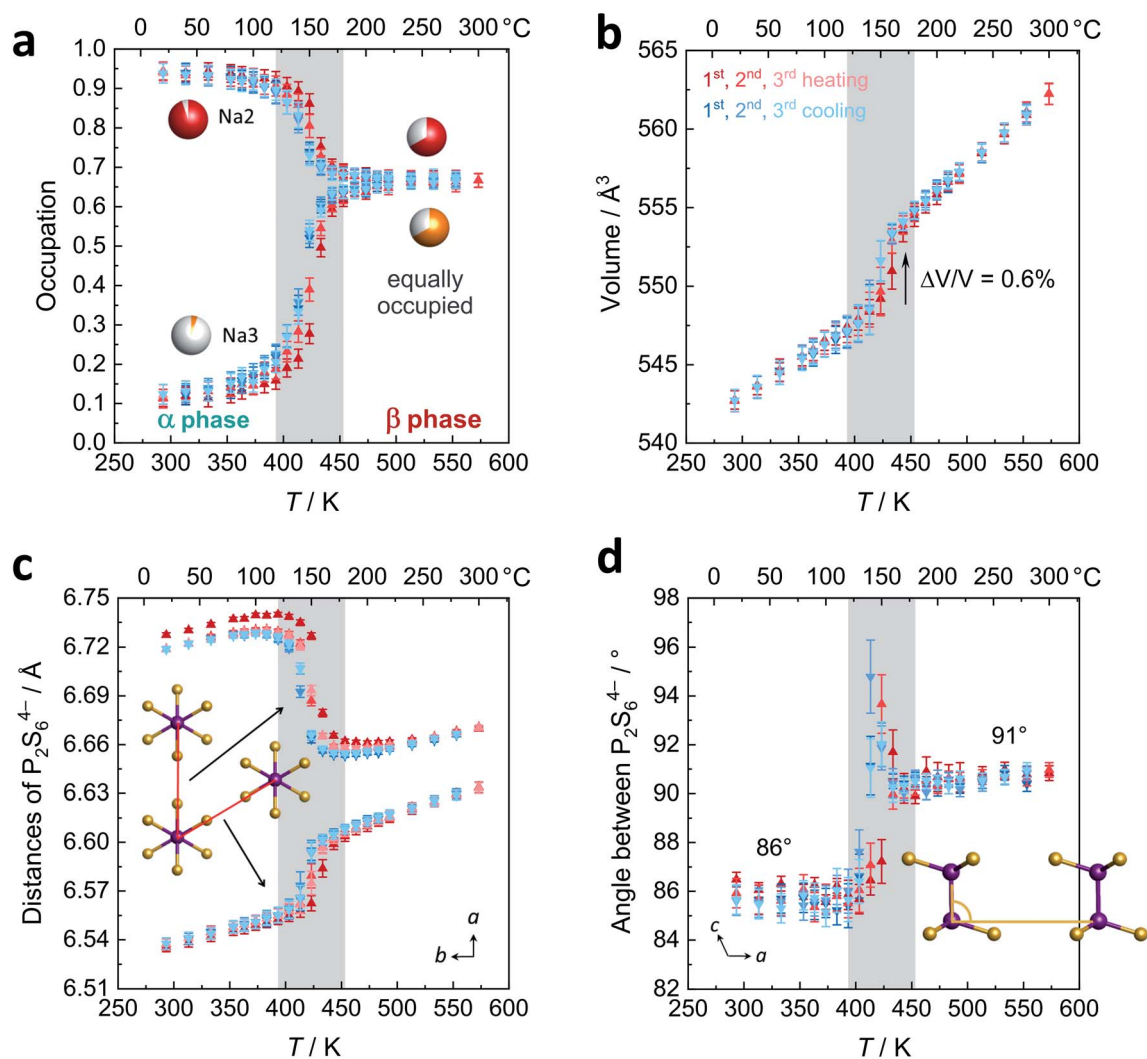 a
0 50 100 150 200 250 300 °C
1.0
0.9
0.8
0.7
0.6
0.5
0.4
0.3
0.2
0.1
0.0
Occupation
Na2
Na3
equally
occupied
α phase β phase
250 300 350 400 450 500 550 600
T / K
b
0 50 100 150 200 250 300 °C
565
560
555
550
545
540
Volume / Å³
1st, 2nd, 3rd heating
1st, 2nd, 3rd cooling
ΔV/V = 0.6%
250 300 350 400 450 500 550 600
T / K
c
0 50 100 150 200 250 300 °C
6.75
6.72
6.69
6.66
6.63
6.60
6.57
6.54
6.51
Distances of P₂S₆⁴⁻ / Å
a
b
250 300 350 400 450 500 550 600
T / K
d
0 50 100 150 200 250 300 °C
98
96
94
92
90
88
86
84
82
Angle between P₂S₆⁴⁻ / °
91°
86°
c
a
250 300 350 400 450 500 550 600
T / K